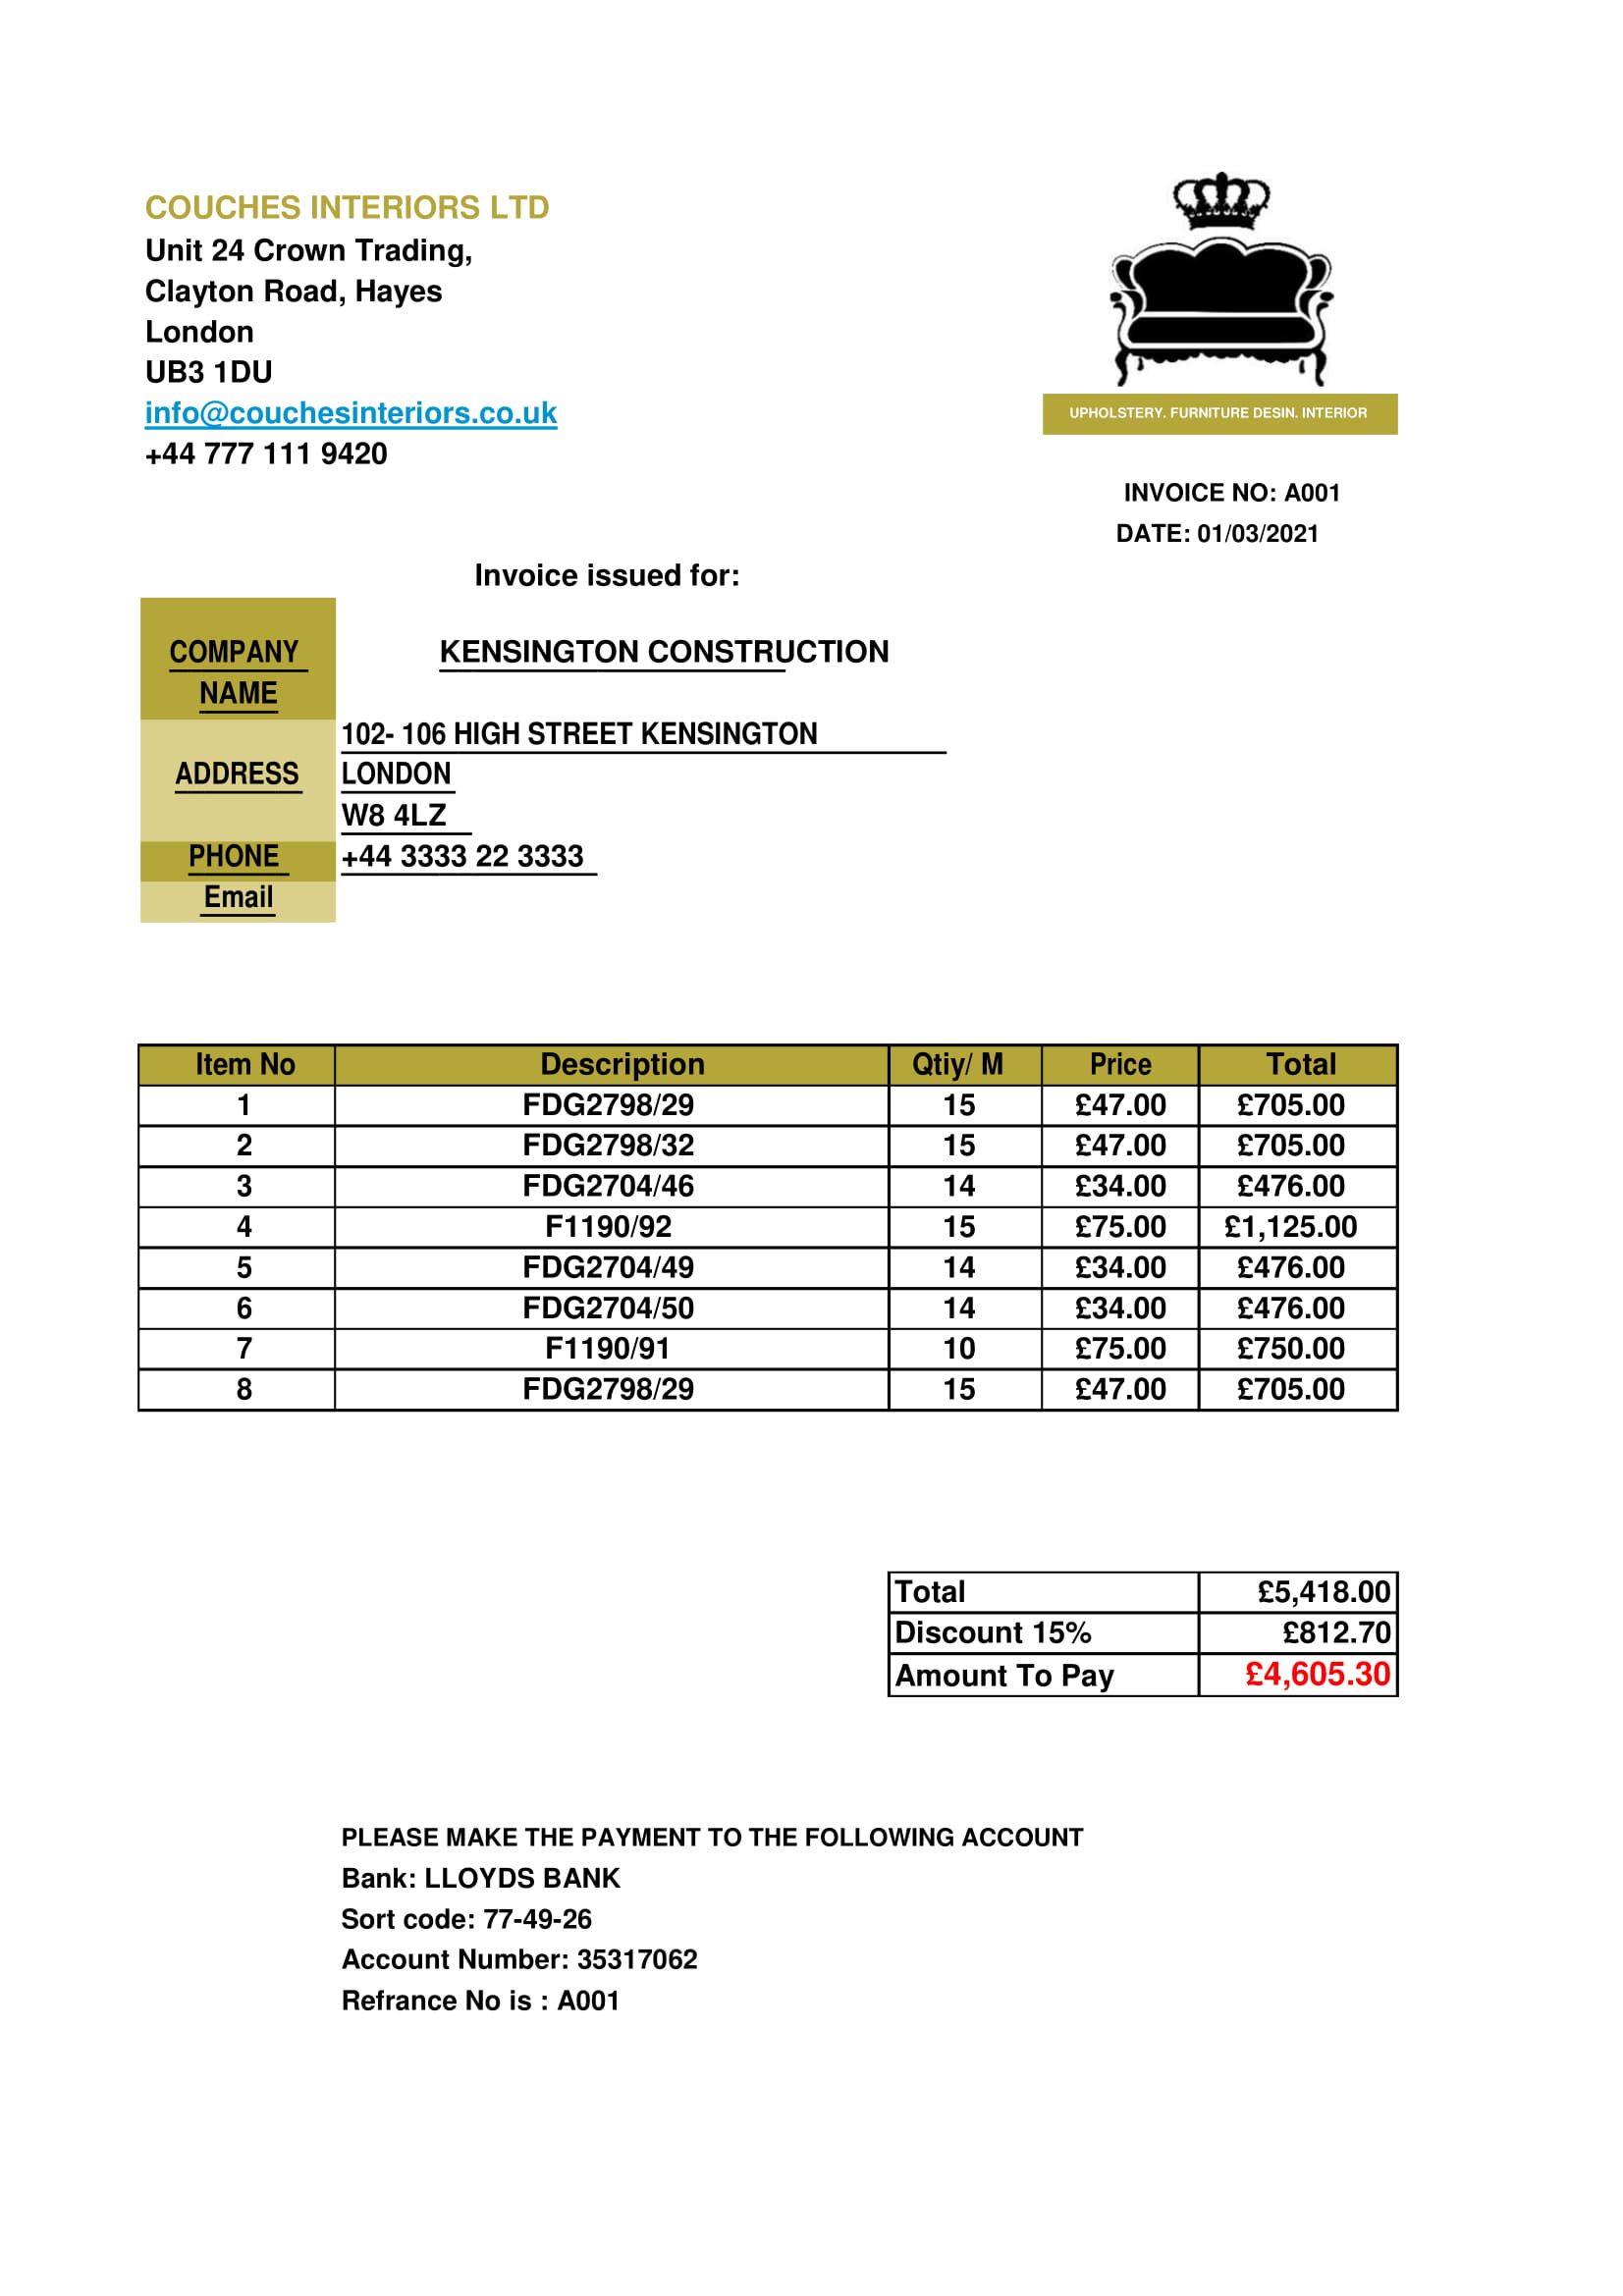 COUCHES INTERIORS LTD
Unit 24 Crown Trading,
Clayton Road, Hayes
London
UB3 1DU
info@couchesinteriors.co.uk
+44 777 111 9420
UPHOLSTERY. FURNITURE DESIN. INTERIOR
INVOICE NO: A001
DATE: 01/03/2021
Invoice issued for:
COMPANY NAME KENSINGTON CONSTRUCTION
ADDRESS 102- 106 HIGH STREET KENSINGTON
LONDON
W8 4LZ
PHONE +44 3333 22 3333
Email
Item No Description Qtiy/ M Price Total
1 FDG2798/29 15 £47.00 £705.00
2 FDG2798/32 15 £47.00 £705.00
3 FDG2704/46 14 £34.00 £476.00
4 F1190/92 15 £75.00 £1,125.00
5 FDG2704/49 14 £34.00 £476.00
6 FDG2704/50 14 £34.00 £476.00
7 F1190/91 10 £75.00 £750.00
8 FDG2798/29 15 £47.00 £705.00
Total £5,418.00
Discount 15% £812.70
Amount To Pay £4,605.30
PLEASE MAKE THE PAYMENT TO THE FOLLOWING ACCOUNT
Bank: LLOYDS BANK
Sort code: 77-49-26
Account Number: 35317062
Refrance No is : A001